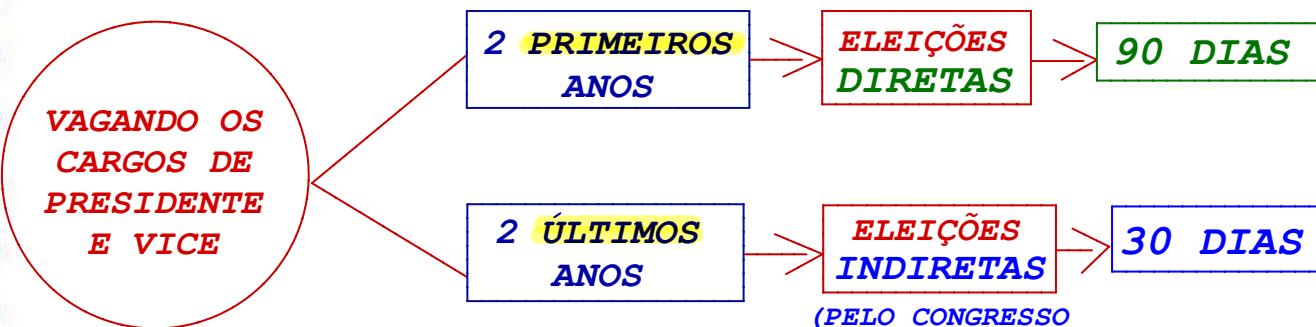 VAGANDO OS
CARGOS DE
PRESIDENTE
E VICE
2 PRIMEIROS
ANOS
ELEIÇÕES
DIRETAS
90 DIAS
2 ÚLTIMOS
ANOS
ELEIÇÕES
INDIRETAS
30 DIAS
(PELO CONGRESSO